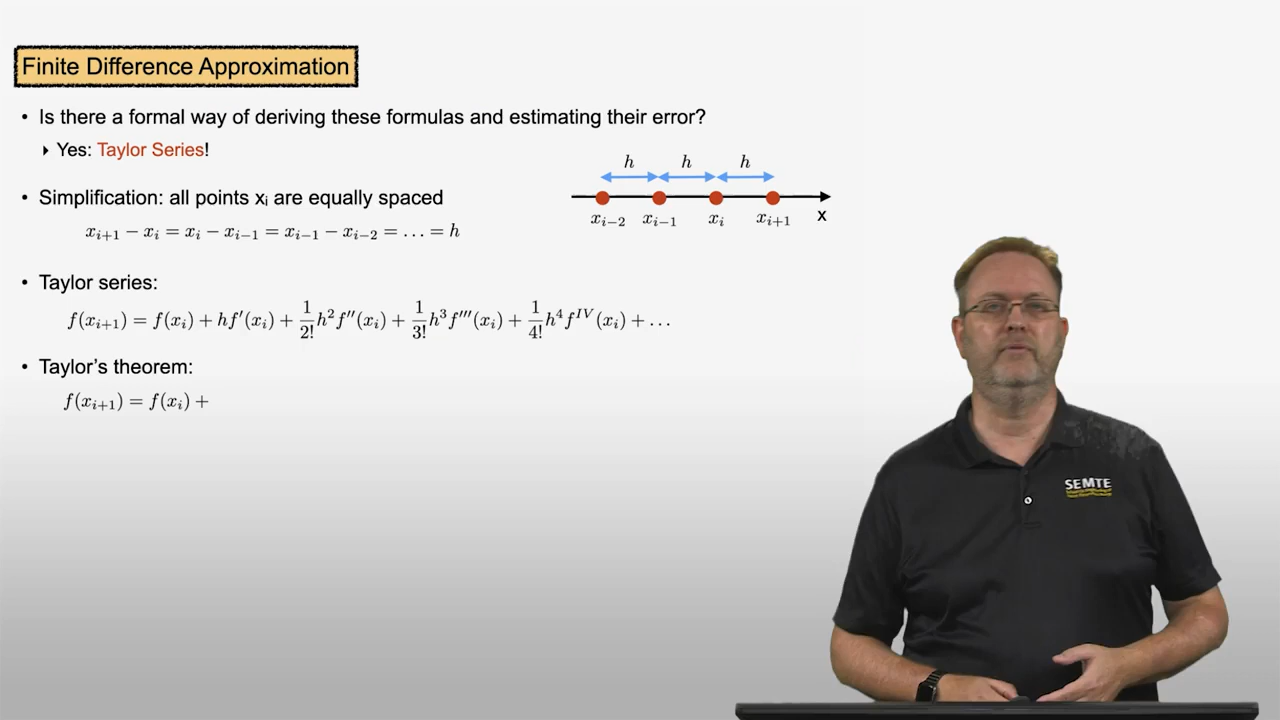 Finite Difference Approximation
• Is there a formal way of deriving these formulas and estimating their error?
‣ Yes: Taylor Series!
• Simplification: all points xᵢ are equally spaced
xᵢ₊₁ − xᵢ = xᵢ − xᵢ₋₁ = xᵢ₋₁ − xᵢ₋₂ = … = h
h h h
xᵢ₋₂ xᵢ₋₁ xᵢ xᵢ₊₁ x
• Taylor series:
f(xᵢ₊₁) = f(xᵢ) + hf′(xᵢ) + 1/2! h²f″(xᵢ) + 1/3! h³f‴(xᵢ) + 1/4! h⁴f^{IV}(xᵢ) + …
• Taylor's theorem:
f(xᵢ₊₁) = f(xᵢ) +
SEMTE